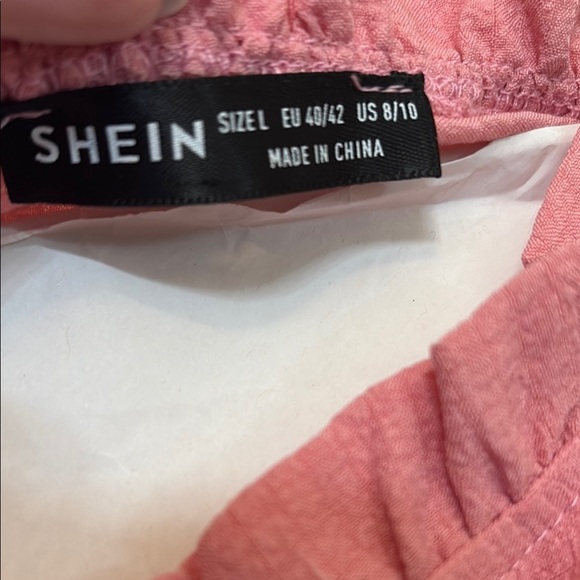 SHEIN
SIZE L EU 40/42 US 8/10
MADE IN CHINA